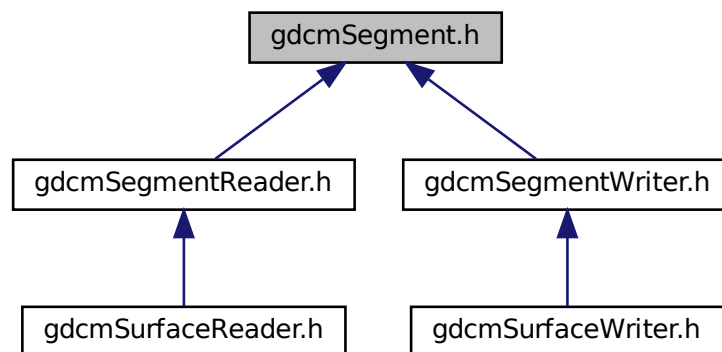 gdcmSegment.h
gdcmSegmentReader.h
gdcmSegmentWriter.h
gdcmSurfaceReader.h
gdcmSurfaceWriter.h